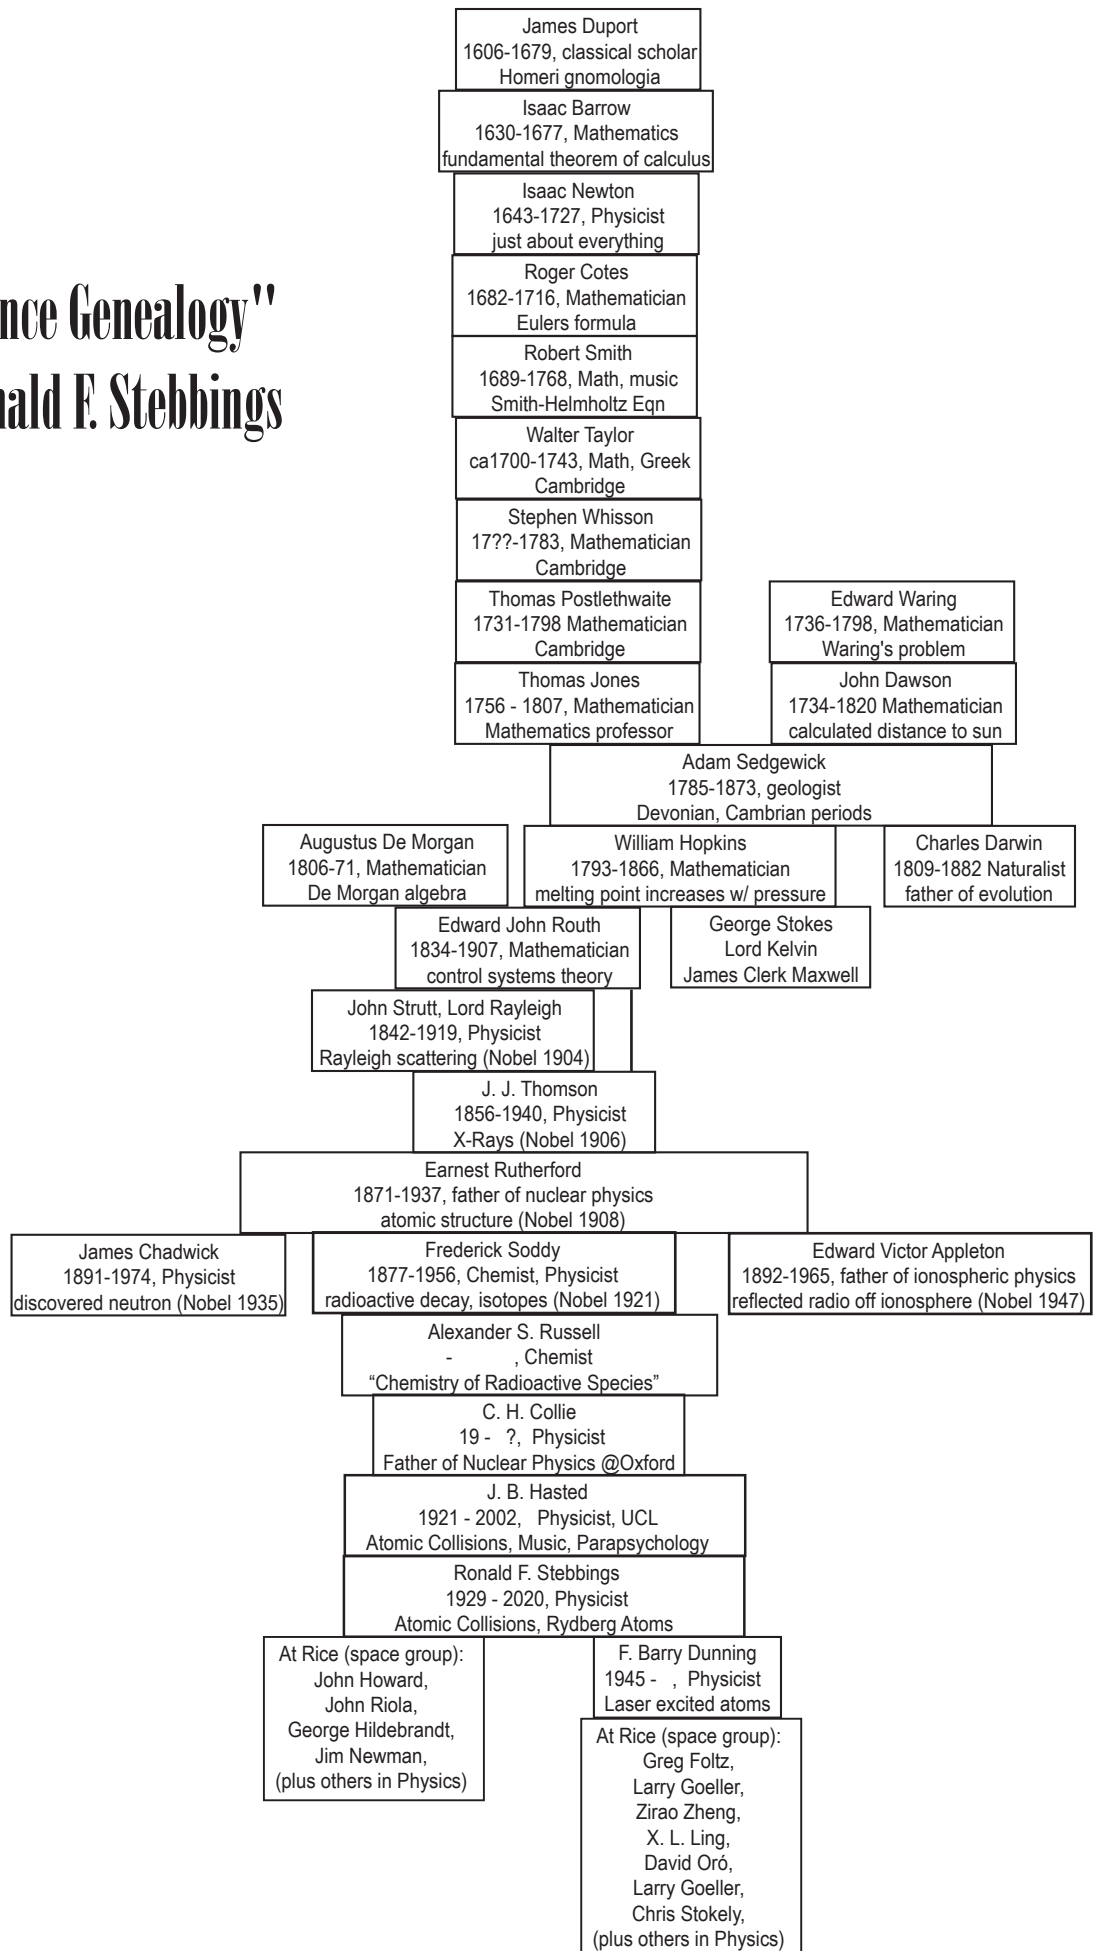 James Duport
1606-1679, classical scholar
Homeri gnomologia
Isaac Barrow
1630-1677, Mathematics
fundamental theorem of calculus
Isaac Newton
1643-1727, Physicist
just about everything
nce Genealogy"
nald F. Stebbings
Roger Cotes
1682-1716, Mathematician
Eulers formula
Robert Smith
1689-1768, Math, music
Smith-Helmholtz Eqn
Walter Taylor
ca1700-1743, Math, Greek
Cambridge
Stephen Whisson
17??-1783, Mathematician
Cambridge
Thomas Postlethwaite
1731-1798 Mathematician
Cambridge
Edward Waring
1736-1798, Mathematician
Waring's problem
Thomas Jones
1756 - 1807, Mathematician
Mathematics professor
John Dawson
1734-1820 Mathematician
calculated distance to sun
Adam Sedgewick
1785-1873, geologist
Devonian, Cambrian periods
Augustus De Morgan
1806-71, Mathematician
De Morgan algebra
William Hopkins
1793-1866, Mathematician
melting point increases w/ pressure
Charles Darwin
1809-1882 Naturalist
father of evolution
Edward John Routh
1834-1907, Mathematician
control systems theory
George Stokes
Lord Kelvin
James Clerk Maxwell
John Strutt, Lord Rayleigh
1842-1919, Physicist
Rayleigh scattering (Nobel 1904)
J. J. Thomson
1856-1940, Physicist
X-Rays (Nobel 1906)
Earnest Rutherford
1871-1937, father of nuclear physics
atomic structure (Nobel 1908)
James Chadwick
1891-1974, Physicist
discovered neutron (Nobel 1935)
Frederick Soddy
1877-1956, Chemist, Physicist
radioactive decay, isotopes (Nobel 1921)
Edward Victor Appleton
1892-1965, father of ionospheric physics
reflected radio off ionosphere (Nobel 1947)
Alexander S. Russell
- , Chemist
“Chemistry of Radioactive Species”
C. H. Collie
19 - ?, Physicist
Father of Nuclear Physics @Oxford
J. B. Hasted
1921 - 2002, Physicist, UCL
Atomic Collisions, Music, Parapsychology
Ronald F. Stebbings
1929 - 2020, Physicist
Atomic Collisions, Rydberg Atoms
At Rice (space group):
John Howard,
John Riola,
George Hildebrandt,
Jim Newman,
(plus others in Physics)
F. Barry Dunning
1945 - , Physicist
Laser excited atoms
At Rice (space group):
Greg Foltz,
Larry Goeller,
Zirao Zheng,
X. L. Ling,
David Oró,
Larry Goeller,
Chris Stokely,
(plus others in Physics)